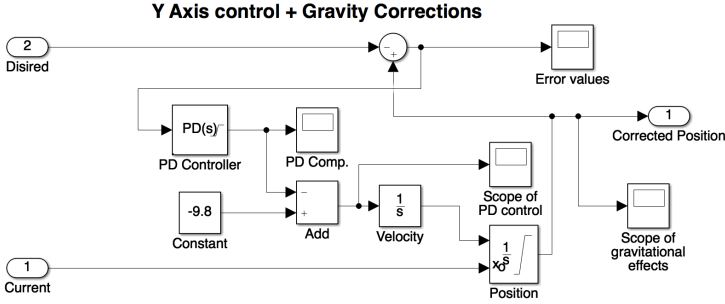 Y Axis control + Gravity Corrections
2
Disired
−
+
Error values
1
Corrected Position
PD(s)
PD Controller
PD Comp.
Scope of
PD control
-9.8
Constant
−
+
Add
1
s
Velocity
Scope of
gravitational
effects
1
s
xo
Position
1
Current